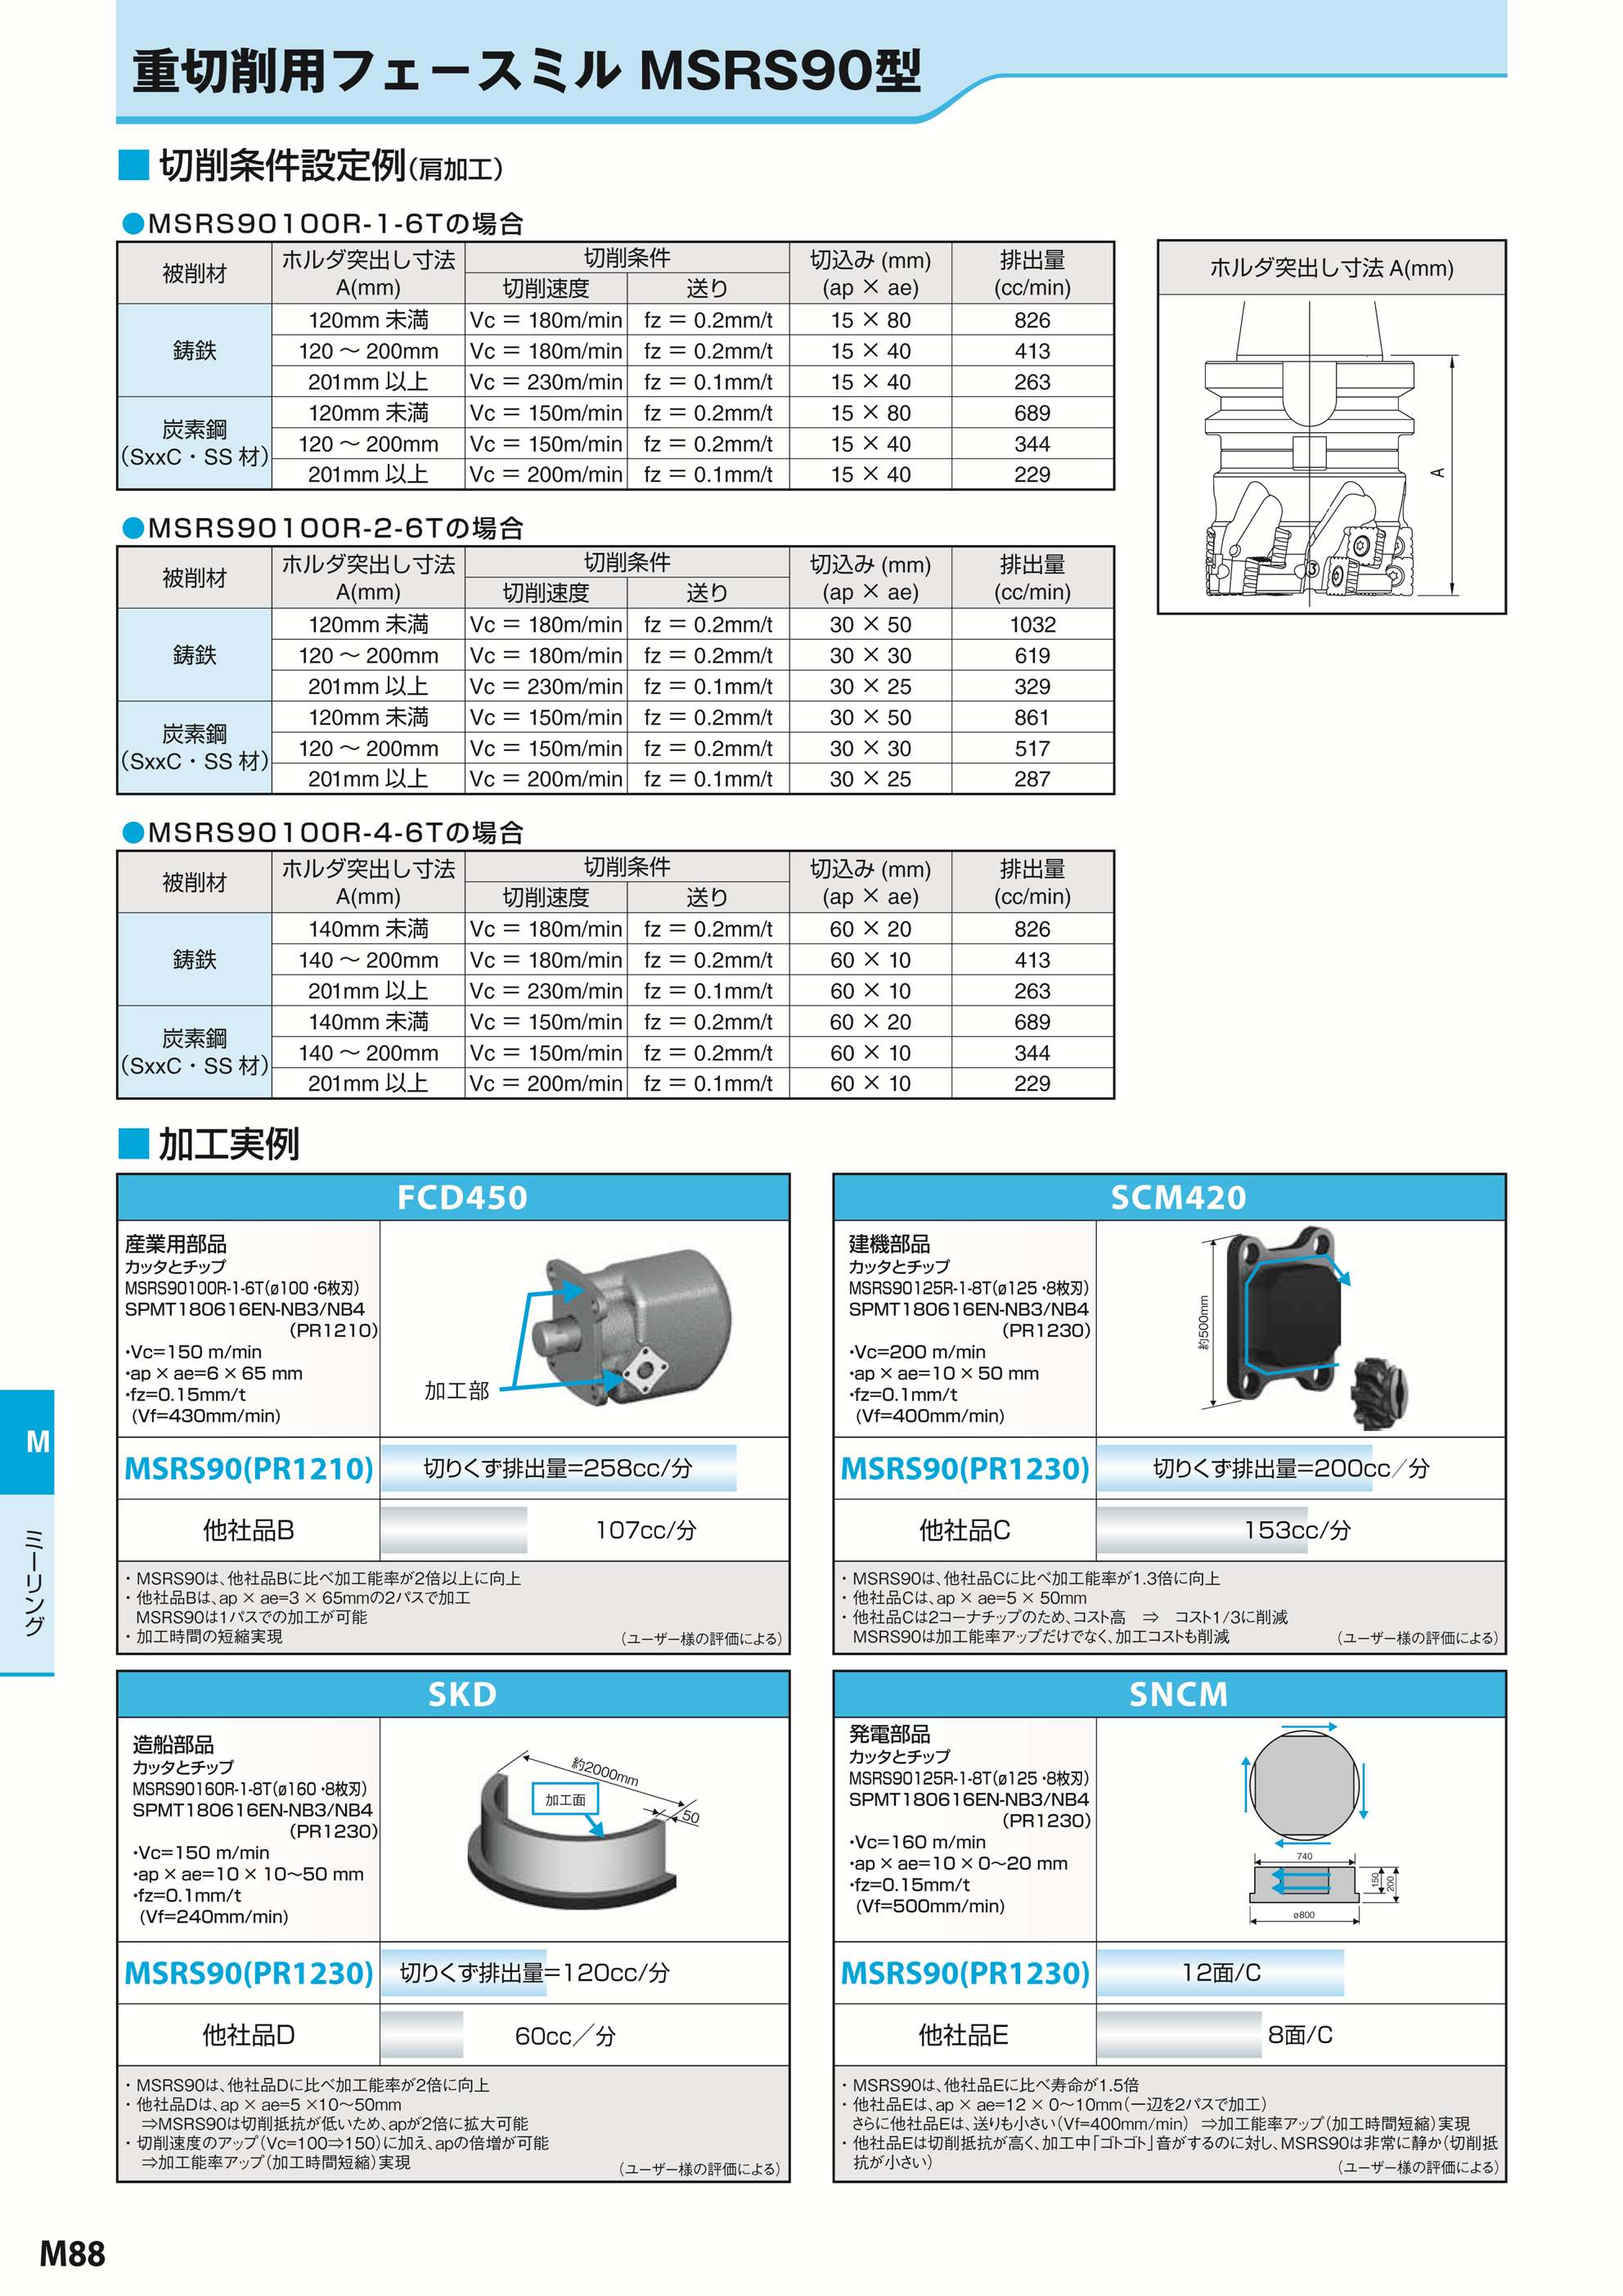 重切削用フェースミル MSRS90型
■ 切削条件設定例(肩加工)
●MSRS90100R-1-6Tの場合
被削材 ホルダ突出し寸法 A(mm) 切削条件 切込み (mm) (ap × ae) 排出量 (cc/min)
切削速度 送り
鋳鉄 120mm 未満 Vc = 180m/min fz = 0.2mm/t 15 × 80 826
120 ～ 200mm Vc = 180m/min fz = 0.2mm/t 15 × 40 413
201mm 以上 Vc = 230m/min fz = 0.1mm/t 15 × 40 263
炭素鋼 (SxxC・SS 材) 120mm 未満 Vc = 150m/min fz = 0.2mm/t 15 × 80 689
120 ～ 200mm Vc = 150m/min fz = 0.2mm/t 15 × 40 344
201mm 以上 Vc = 200m/min fz = 0.1mm/t 15 × 40 229
ホルダ突出し寸法 A(mm)
A
●MSRS90100R-2-6Tの場合
被削材 ホルダ突出し寸法 A(mm) 切削条件 切込み (mm) (ap × ae) 排出量 (cc/min)
切削速度 送り
鋳鉄 120mm 未満 Vc = 180m/min fz = 0.2mm/t 30 × 50 1032
120 ～ 200mm Vc = 180m/min fz = 0.2mm/t 30 × 30 619
201mm 以上 Vc = 230m/min fz = 0.1mm/t 30 × 25 329
炭素鋼 (SxxC・SS 材) 120mm 未満 Vc = 150m/min fz = 0.2mm/t 30 × 50 861
120 ～ 200mm Vc = 150m/min fz = 0.2mm/t 30 × 30 517
201mm 以上 Vc = 200m/min fz = 0.1mm/t 30 × 25 287
●MSRS90100R-4-6Tの場合
被削材 ホルダ突出し寸法 A(mm) 切削条件 切込み (mm) (ap × ae) 排出量 (cc/min)
切削速度 送り
鋳鉄 140mm 未満 Vc = 180m/min fz = 0.2mm/t 60 × 20 826
140 ～ 200mm Vc = 180m/min fz = 0.2mm/t 60 × 10 413
201mm 以上 Vc = 230m/min fz = 0.1mm/t 60 × 10 263
炭素鋼 (SxxC・SS 材) 140mm 未満 Vc = 150m/min fz = 0.2mm/t 60 × 20 689
140 ～ 200mm Vc = 150m/min fz = 0.2mm/t 60 × 10 344
201mm 以上 Vc = 200m/min fz = 0.1mm/t 60 × 10 229
■ 加工実例
FCD450
産業用部品
カッタとチップ
MSRS90100R-1-6T(ø100・6枚刃)
SPMT180616EN-NB3/NB4
(PR1210)
・Vc=150 m/min
・ap × ae=6 × 65 mm
・fz=0.15mm/t
(Vf=430mm/min)
加工部
MSRS90(PR1210) 切りくず排出量=258cc/分
他社品B 107cc/分
・MSRS90は、他社品Bに比べ加工能率が2倍以上に向上
・他社品Bは、ap × ae=3 × 65mmの2パスで加工
MSRS90は1パスでの加工が可能
・加工時間の短縮実現
(ユーザー様の評価による)
SCM420
建機部品
カッタとチップ
MSRS90125R-1-8T(ø125・8枚刃)
SPMT180616EN-NB3/NB4
(PR1230)
・Vc=200 m/min
・ap × ae=10 × 50 mm
・fz=0.1mm/t
(Vf=400mm/min)
約500mm
MSRS90(PR1230) 切りくず排出量=200cc／分
他社品C 153cc/分
・MSRS90は、他社品Cに比べ加工能率が1.3倍に向上
・他社品Cは、ap × ae=5 × 50mm
・他社品Cは2コーナチップのため、コスト高 ⇒ コスト1/3に削減
MSRS90は加工能率アップだけでなく、加工コストも削減
(ユーザー様の評価による)
SKD
造船部品
カッタとチップ
MSRS90160R-1-8T(ø160・8枚刃)
SPMT180616EN-NB3/NB4
(PR1230)
・Vc=150 m/min
・ap × ae=10 × 10～50 mm
・fz=0.1mm/t
(Vf=240mm/min)
約2000mm
加工面
50
MSRS90(PR1230) 切りくず排出量=120cc/分
他社品D 60cc／分
・MSRS90は、他社品Dに比べ加工能率が2倍に向上
・他社品Dは、ap × ae=5 ×10～50mm
⇒MSRS90は切削抵抗が低いため、apが2倍に拡大可能
・切削速度のアップ(Vc=100⇒150)に加え、apの倍増が可能
⇒加工能率アップ(加工時間短縮)実現
(ユーザー様の評価による)
SNCM
発電部品
カッタとチップ
MSRS90125R-1-8T(ø125・8枚刃)
SPMT180616EN-NB3/NB4
(PR1230)
・Vc=160 m/min
・ap × ae=10 × 0～20 mm
・fz=0.15mm/t
(Vf=500mm/min)
740
150
200
ø800
MSRS90(PR1230) 12面/C
他社品E 8面/C
・MSRS90は、他社品Eに比べ寿命が1.5倍
・他社品Eは、ap × ae=12 × 0～10mm(一辺を2パスで加工)
さらに他社品Eは、送りも小さい(Vf=400mm/min) ⇒加工能率アップ(加工時間短縮)実現
・他社品Eは切削抵抗が高く、加工中「ゴトゴト」音がするのに対し、MSRS90は非常に静か(切削抵
抗が小さい)
(ユーザー様の評価による)
M
ミーリング
M88